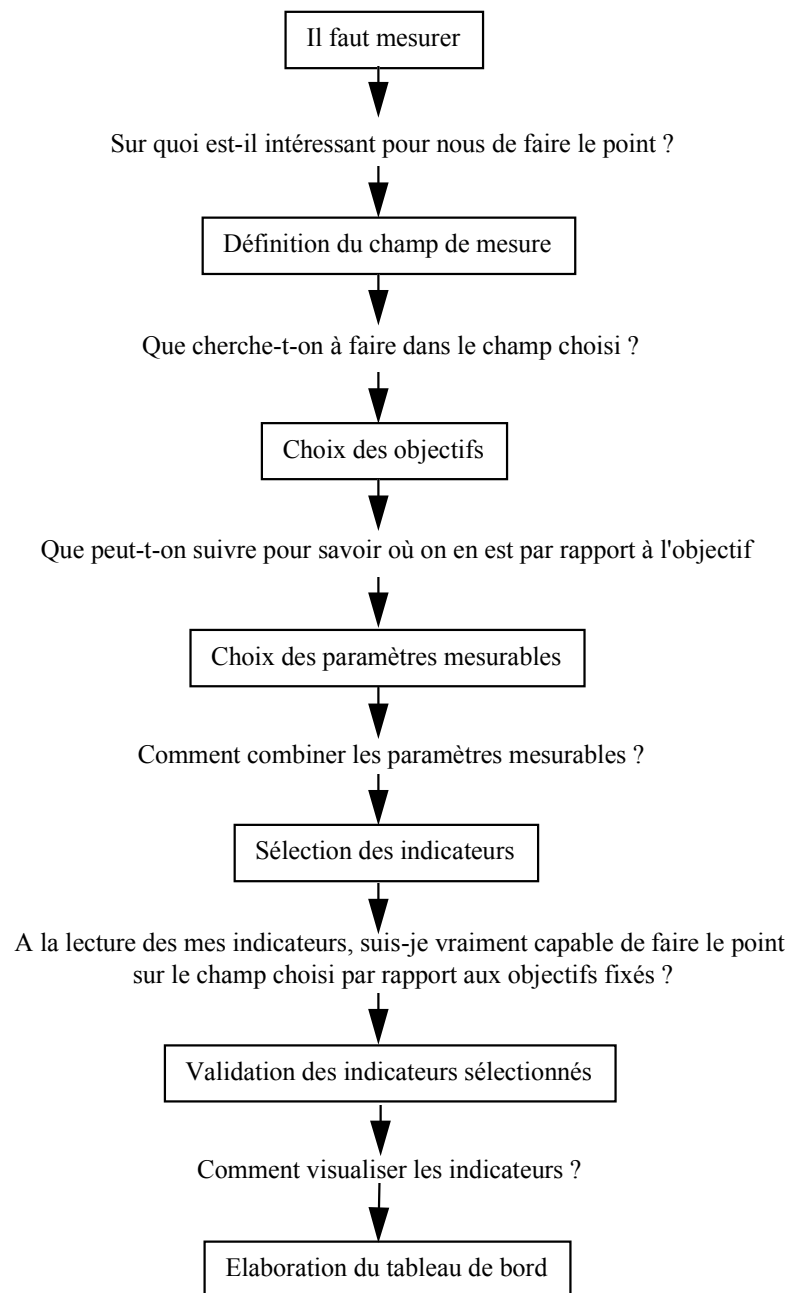 Il faut mesurer
Sur quoi est-il intéressant pour nous de faire le point ?
Définition du champ de mesure
Que cherche-t-on à faire dans le champ choisi ?
Choix des objectifs
Que peut-t-on suivre pour savoir où on en est par rapport à l'objectif
Choix des paramètres mesurables
Comment combiner les paramètres mesurables ?
Sélection des indicateurs
A la lecture des mes indicateurs, suis-je vraiment capable de faire le point
sur le champ choisi par rapport aux objectifs fixés ?
Validation des indicateurs sélectionnés
Comment visualiser les indicateurs ?
Elaboration du tableau de bord